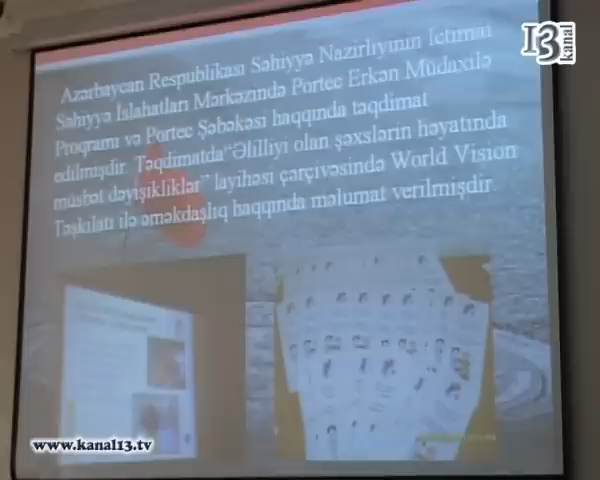 13 kanal
Azərbaycan Respublikası Səhiyyə Nazirliyinin İctimai
Səhiyyə İslahatları Mərkəzində Portec Erkən Müdaxilə
Proqramı və Portec Şəbəkəsi haqqında təqdimat
edilmişdir. Təqdimatda "Əlilliyi olan şəxslərin həyatında
müsbət dəyişikliklər" layihəsi çərçivəsində World Vision
Təşkilatı ilə əməkdaşlıq haqqında məlumat verilmişdir.
www.kanal13.tv